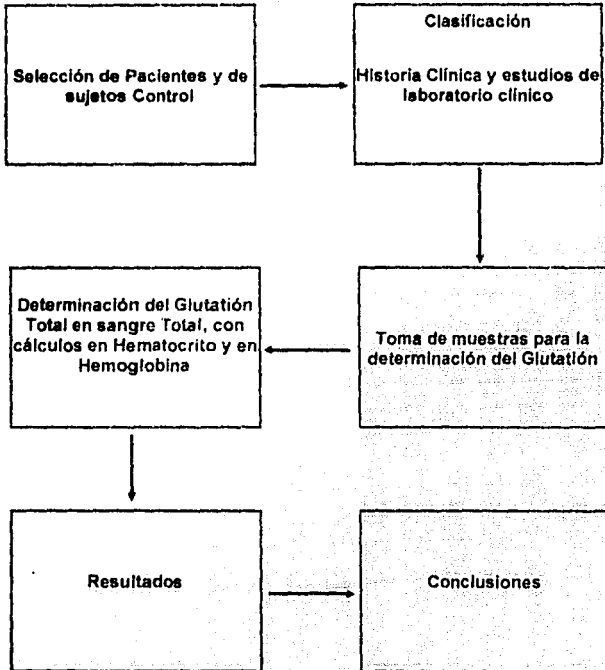 Selección de Pacientes y de
sujetos Control
Clasificación
Historia Clínica y estudios de
laboratorio clínico
Toma de muestras para la
determinación del Glutatión
Determinación del Glutatión
Total en sangre Total, con
cálculos en Hematocrito y en
Hemoglobina
Resultados
Conclusiones